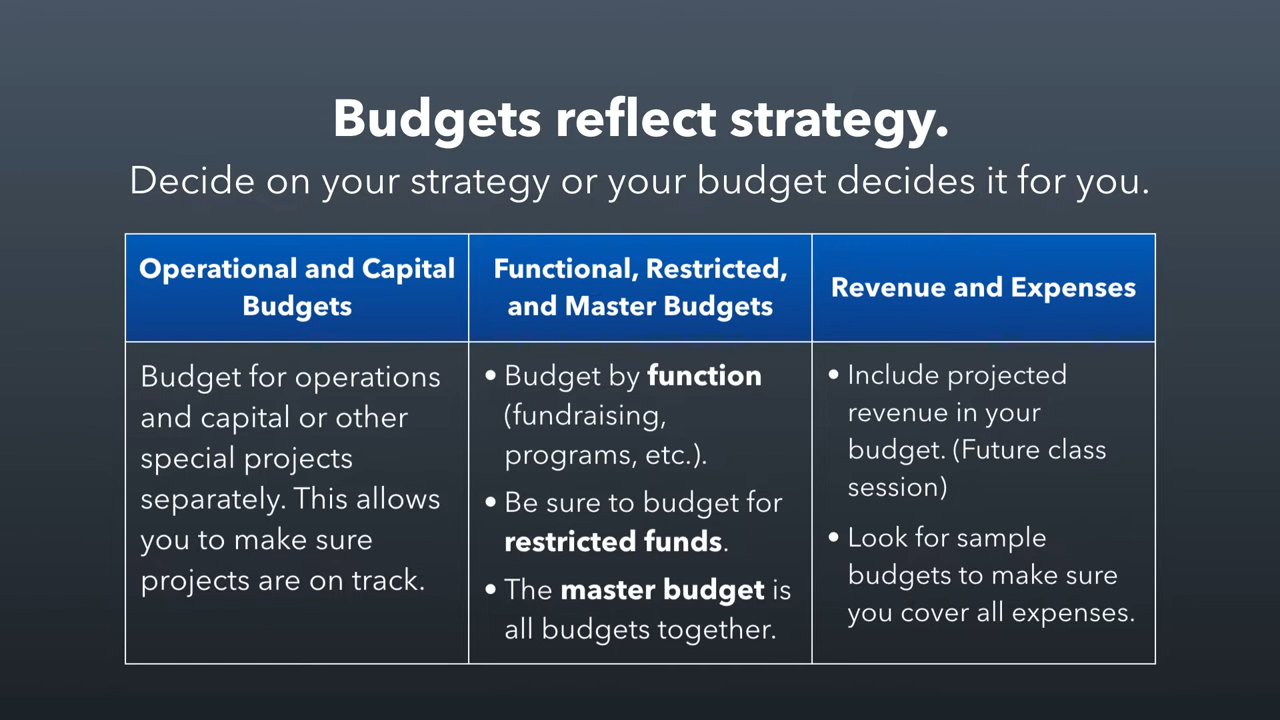 Budgets reflect strategy.
Decide on your strategy or your budget decides it for you.
Operational and Capital
Budgets
Functional, Restricted,
and Master Budgets
Revenue and Expenses
Budget for operations
and capital or other
special projects
separately. This allows
you to make sure
projects are on track.
• Budget by function
(fundraising,
programs, etc.).
• Be sure to budget for
restricted funds.
• The master budget is
all budgets together.
• Include projected
revenue in your
budget. (Future class
session)
• Look for sample
budgets to make sure
you cover all expenses.